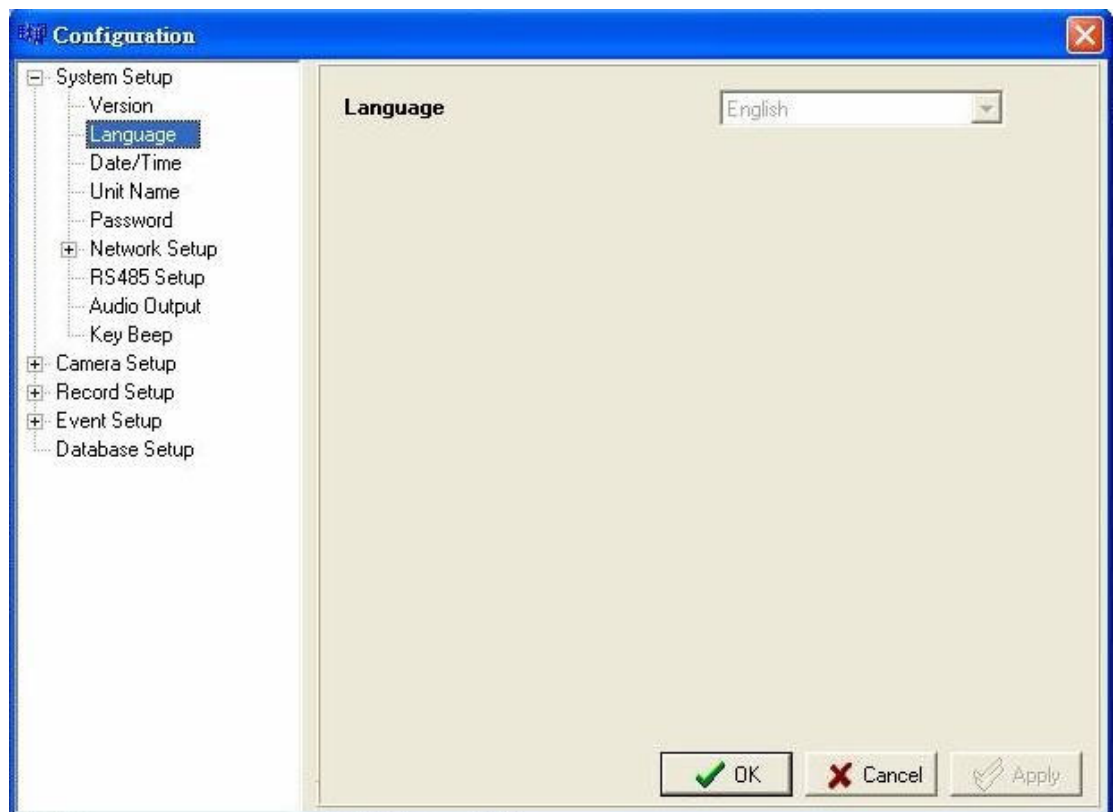 Configuration
System Setup
Version
Language
Date/Time
Unit Name
Password
Network Setup
RS485 Setup
Audio Output
Key Beep
Camera Setup
Record Setup
Event Setup
Database Setup
Language
English
OK
Cancel
Apply